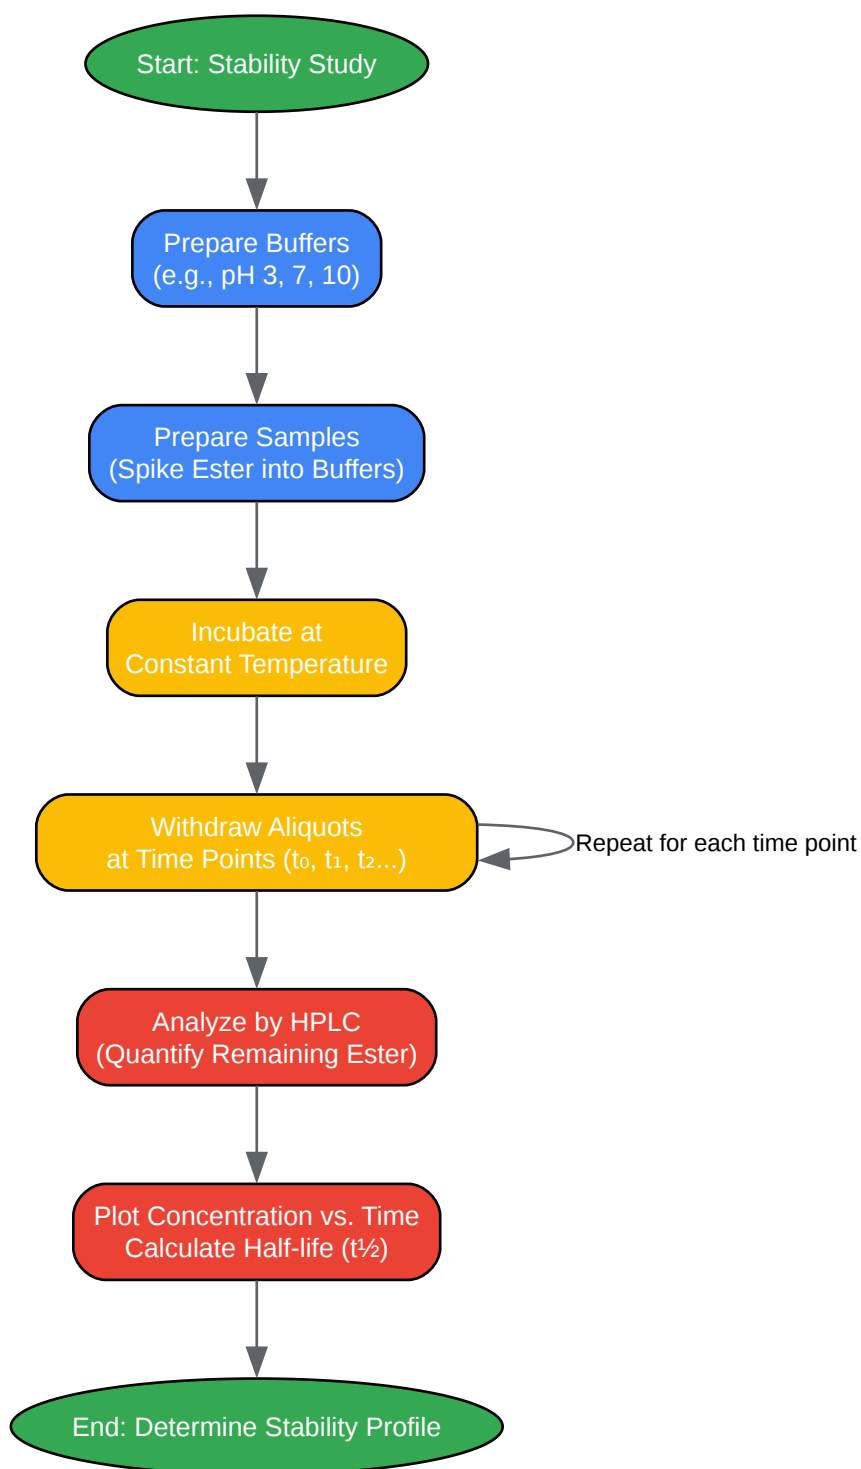 Start: Stability Study
Prepare Buffers
(e.g., pH 3, 7, 10)
Prepare Samples
(Spike Ester into Buffers)
Incubate at
Constant Temperature
Withdraw Aliquots
at Time Points (t₀, t₁, t₂...)
Repeat for each time point
Analyze by HPLC
(Quantify Remaining Ester)
Plot Concentration vs. Time
Calculate Half-life (t½)
End: Determine Stability Profile